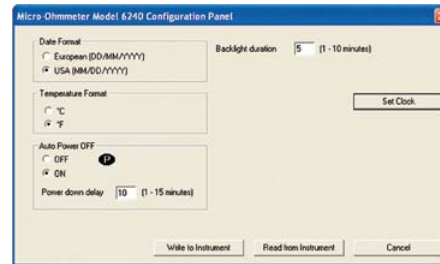 Micro-Ohmmeter Model 6240 Configuration Panel
Date Format
European (DD/MM/YYYY)
USA (MM/DD/YYYY)
Backlight duration 5 (1 - 10 minutes)
Temperature Format
°C
°F
Set Clock
Auto Power OFF
OFF P
ON
Power down delay 10 (1 - 15 minutes)
Write to Instrument Read from Instrument Cancel